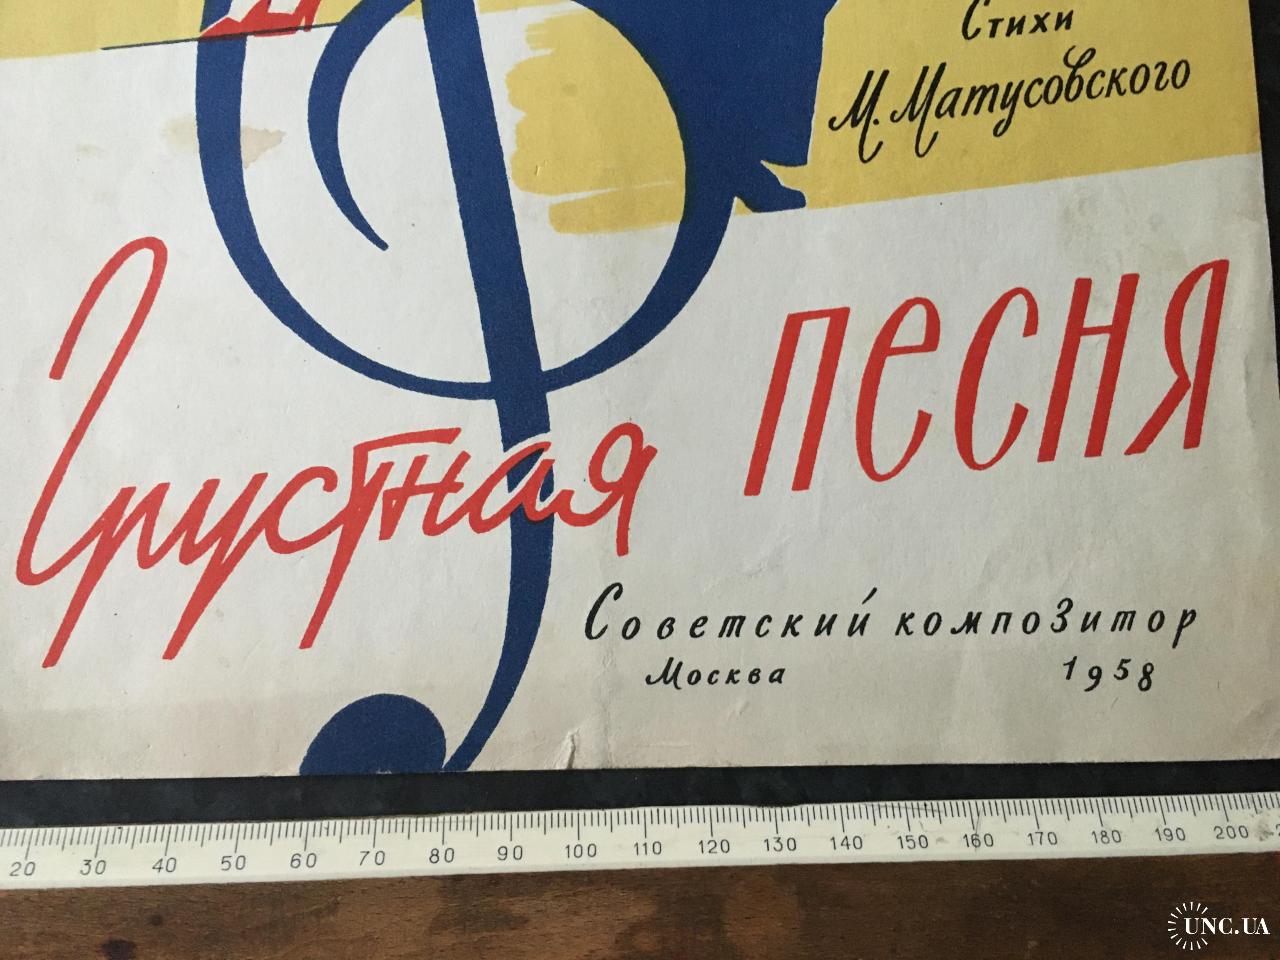 Стихи
М. Матусовского
Грустная песня
Советский композитор
Москва 1958
20 30 40 50 60 70 80 90 100 110 120 130 140 150 160 170 180 190 200
UNC.UA